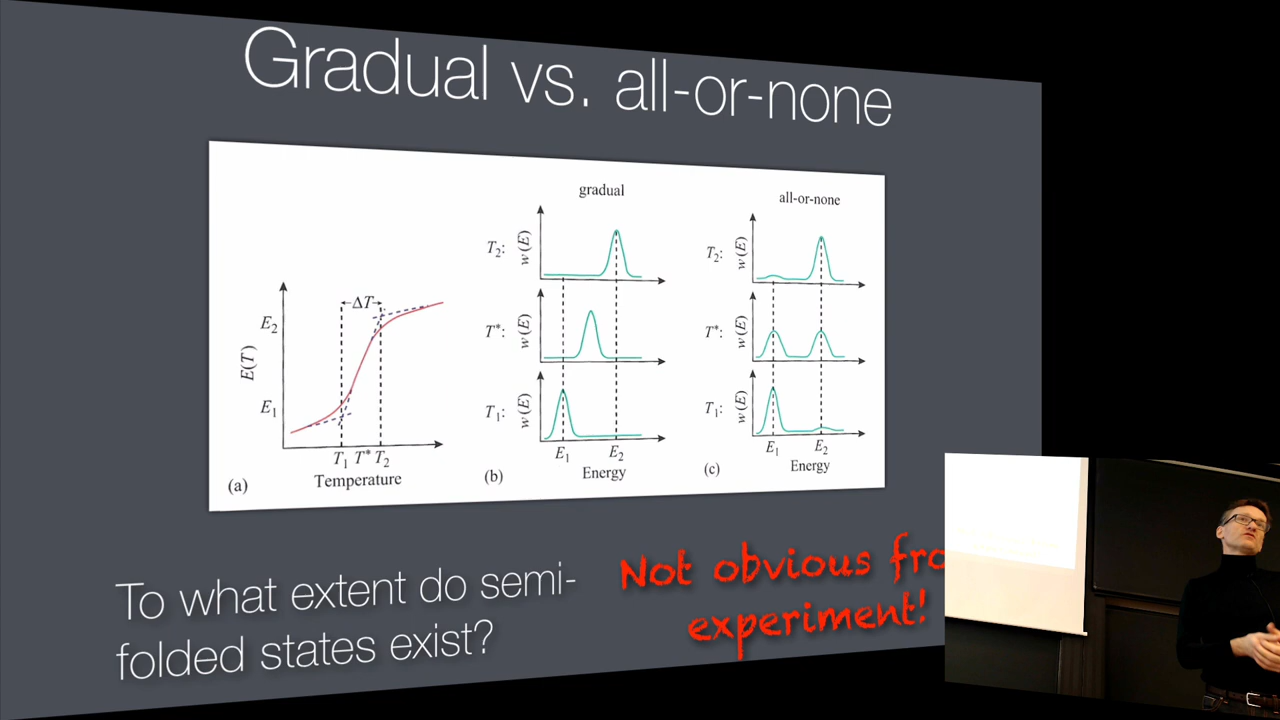 Gradual vs. all-or-none
gradual
all-or-none
T2:
w(E)
T2:
w(E)
ΔT
E2
T*:
w(E)
T*:
w(E)
E(T)
E1
T1:
w(E)
T1:
w(E)
T1 T* T2
E1 E2
E1 E2
Temperature
Energy
Energy
(a)
(b)
(c)
To what extent do semi-
folded states exist?
Not obvious
experiment!